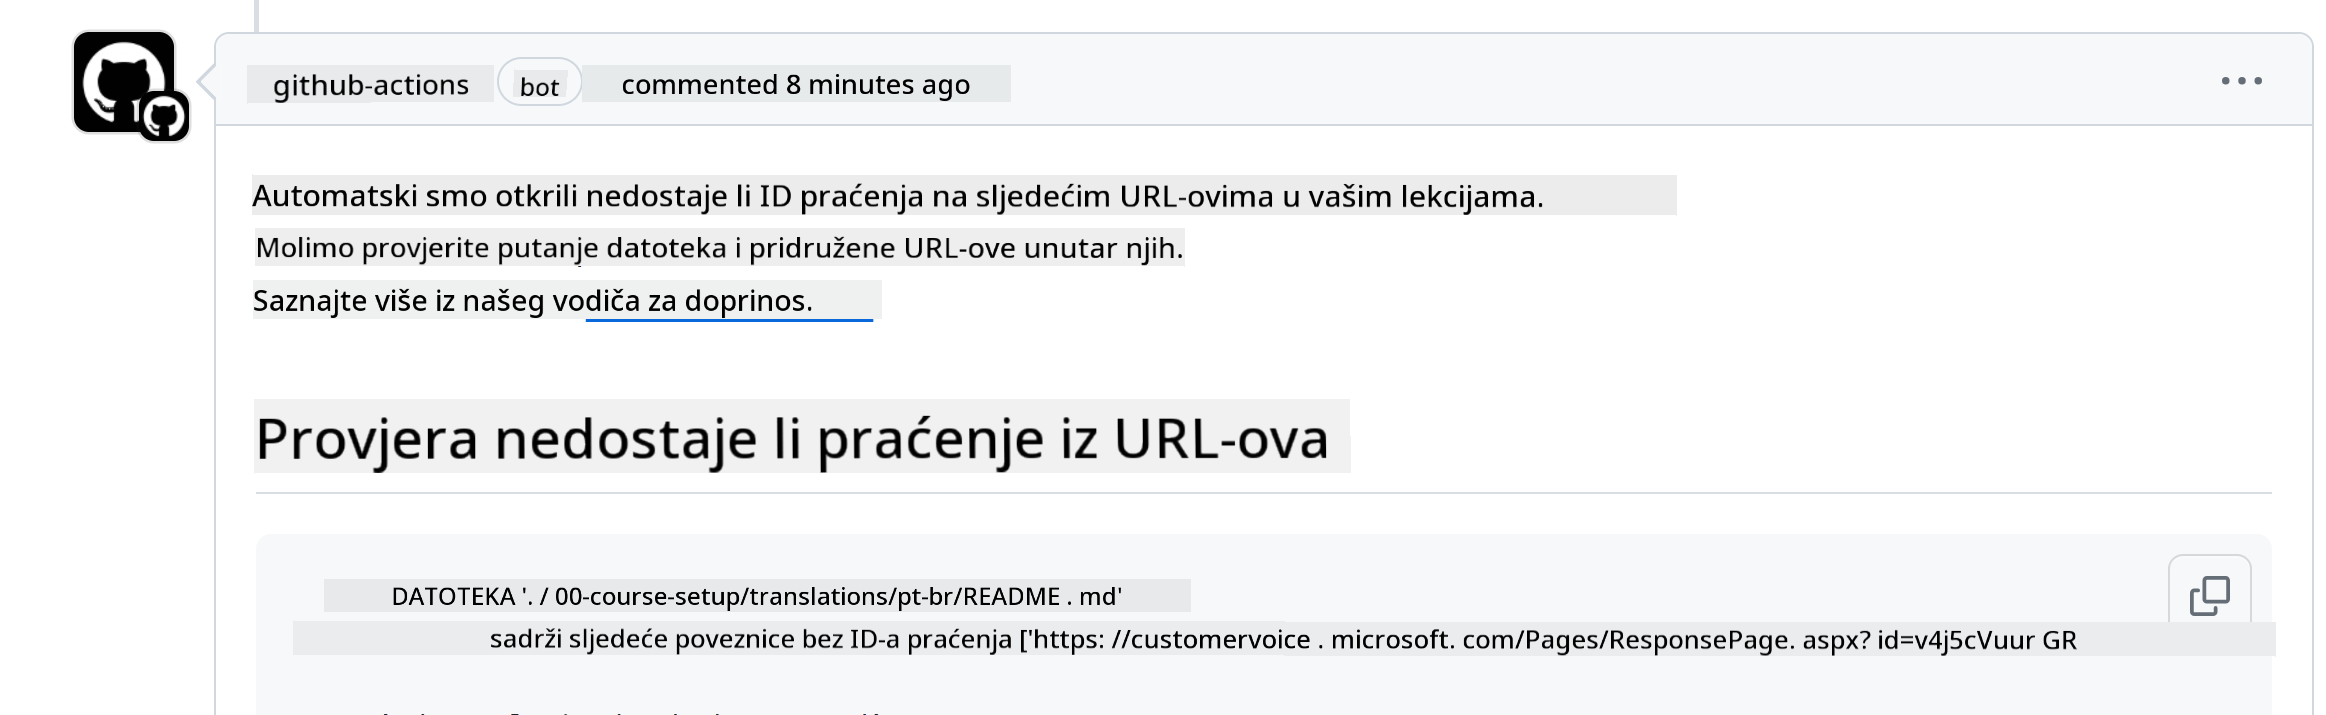 github-actions bot commented 8 minutes ago
Automatski smo otkrili nedostaje li ID praćenja na sljedećim URL-ovima u vašim lekcijama.
Molimo provjerite putanje datoteka i pridružene URL-ove unutar njih.
Saznajte više iz našeg vodiča za doprinos.
Provjera nedostaje li praćenje iz URL-ova
DATOTEKA '. / 00-course-setup/translations/pt-br/README . md'
sadrži sljedeće poveznice bez ID-a praćenja ['https: //customervoice . microsoft. com/Pages/ResponsePage. aspx? id=v4j5cVuur GR